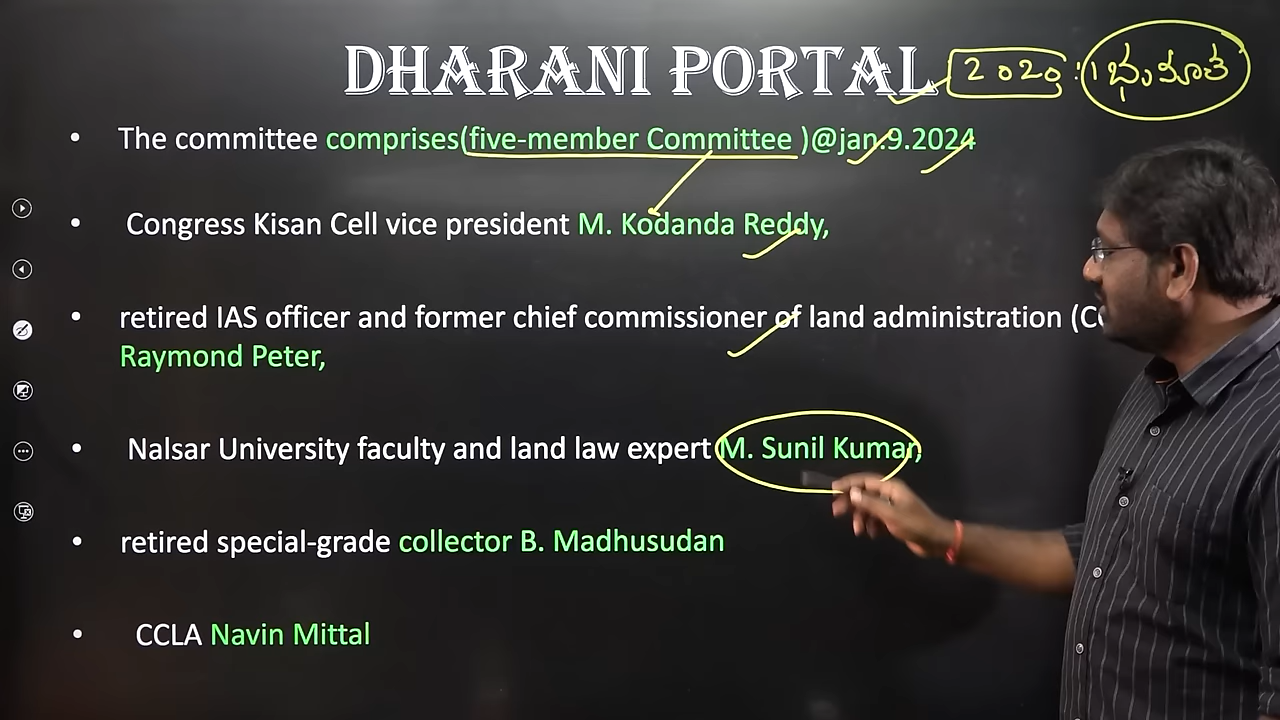 DHARANI PORTAL 2020 : భూమాత
• The committee comprises(five-member Committee )@jan.9.2024
• Congress Kisan Cell vice president M. Kodanda Reddy,
• retired IAS officer and former chief commissioner of land administration
Raymond Peter,
• Nalsar University faculty and land law expert M. Sunil Kumar,
• retired special-grade collector B. Madhusudan
• CCLA Navin Mittal